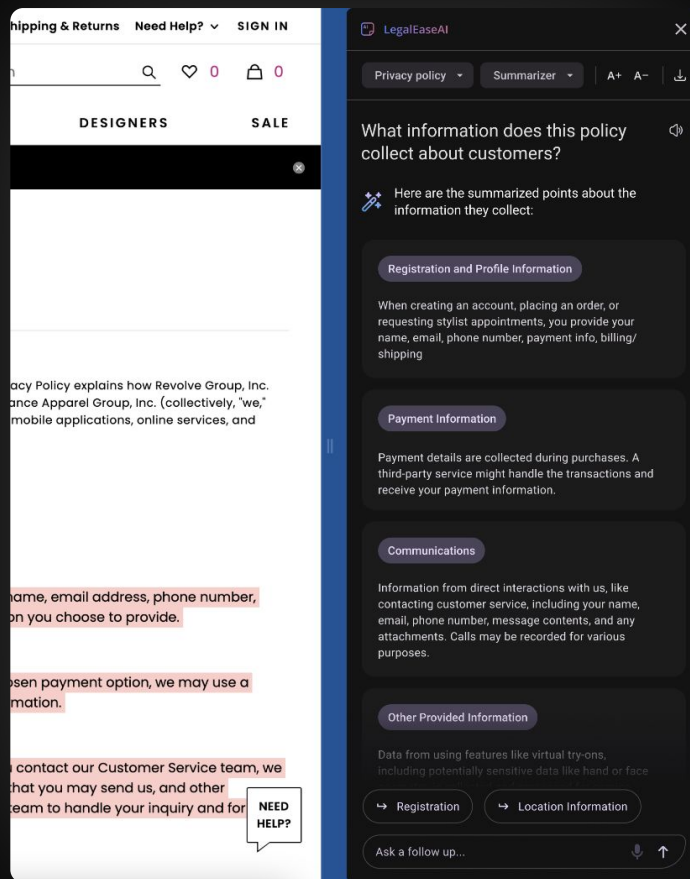 hipping & Returns Need Help? SIGN IN
0 0
DESIGNERS SALE
acy Policy explains how Revolve Group, Inc.
ance Apparel Group, Inc. (collectively, "we,"
mobile applications, online services, and
name, email address, phone number,
on you choose to provide.
osen payment option, we may use a
mation.
contact our Customer Service team, we
that you may send us, and other
team to handle your inquiry and for
NEED
HELP?
LegalEaseAI
Privacy policy Summarizer A+ A−
What information does this policy
collect about customers?
Here are the summarized points about the
information they collect:
Registration and Profile Information
When creating an account, placing an order, or
requesting stylist appointments, you provide your
name, email, phone number, payment info, billing/
shipping
Payment Information
Payment details are collected during purchases. A
third-party service might handle the transactions and
receive your payment information.
Communications
Information from direct interactions with us, like
contacting customer service, including your name,
email, phone number, message contents, and any
attachments. Calls may be recorded for various
purposes.
Other Provided Information
Data from using features like virtual try-ons,
including potentially sensitive data like hand or face
Registration Location Information
Ask a follow up...